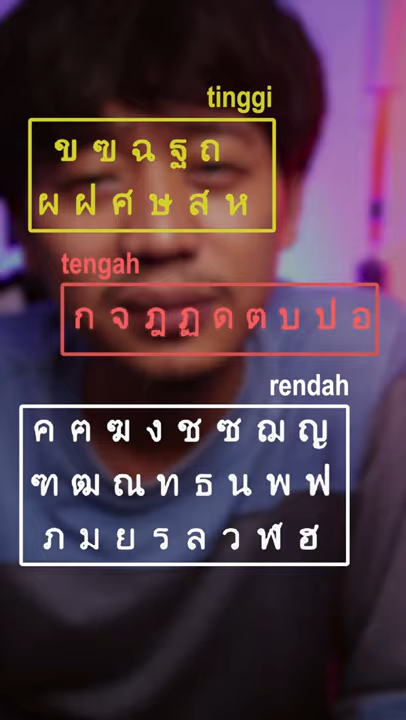 tinggi
ข ฃ ฉ ฐ ถ
ผ ฝ ศ ษ ส ห
tengah
ก จ ฎ ฏ ด ต บ ป อ
rendah
ค ฅ ฆ ง ช ซ ฌ ญ
ฑ ฒ ณ ท ธ น พ ฟ
ภ ม ย ร ล ว ฬ ฮ